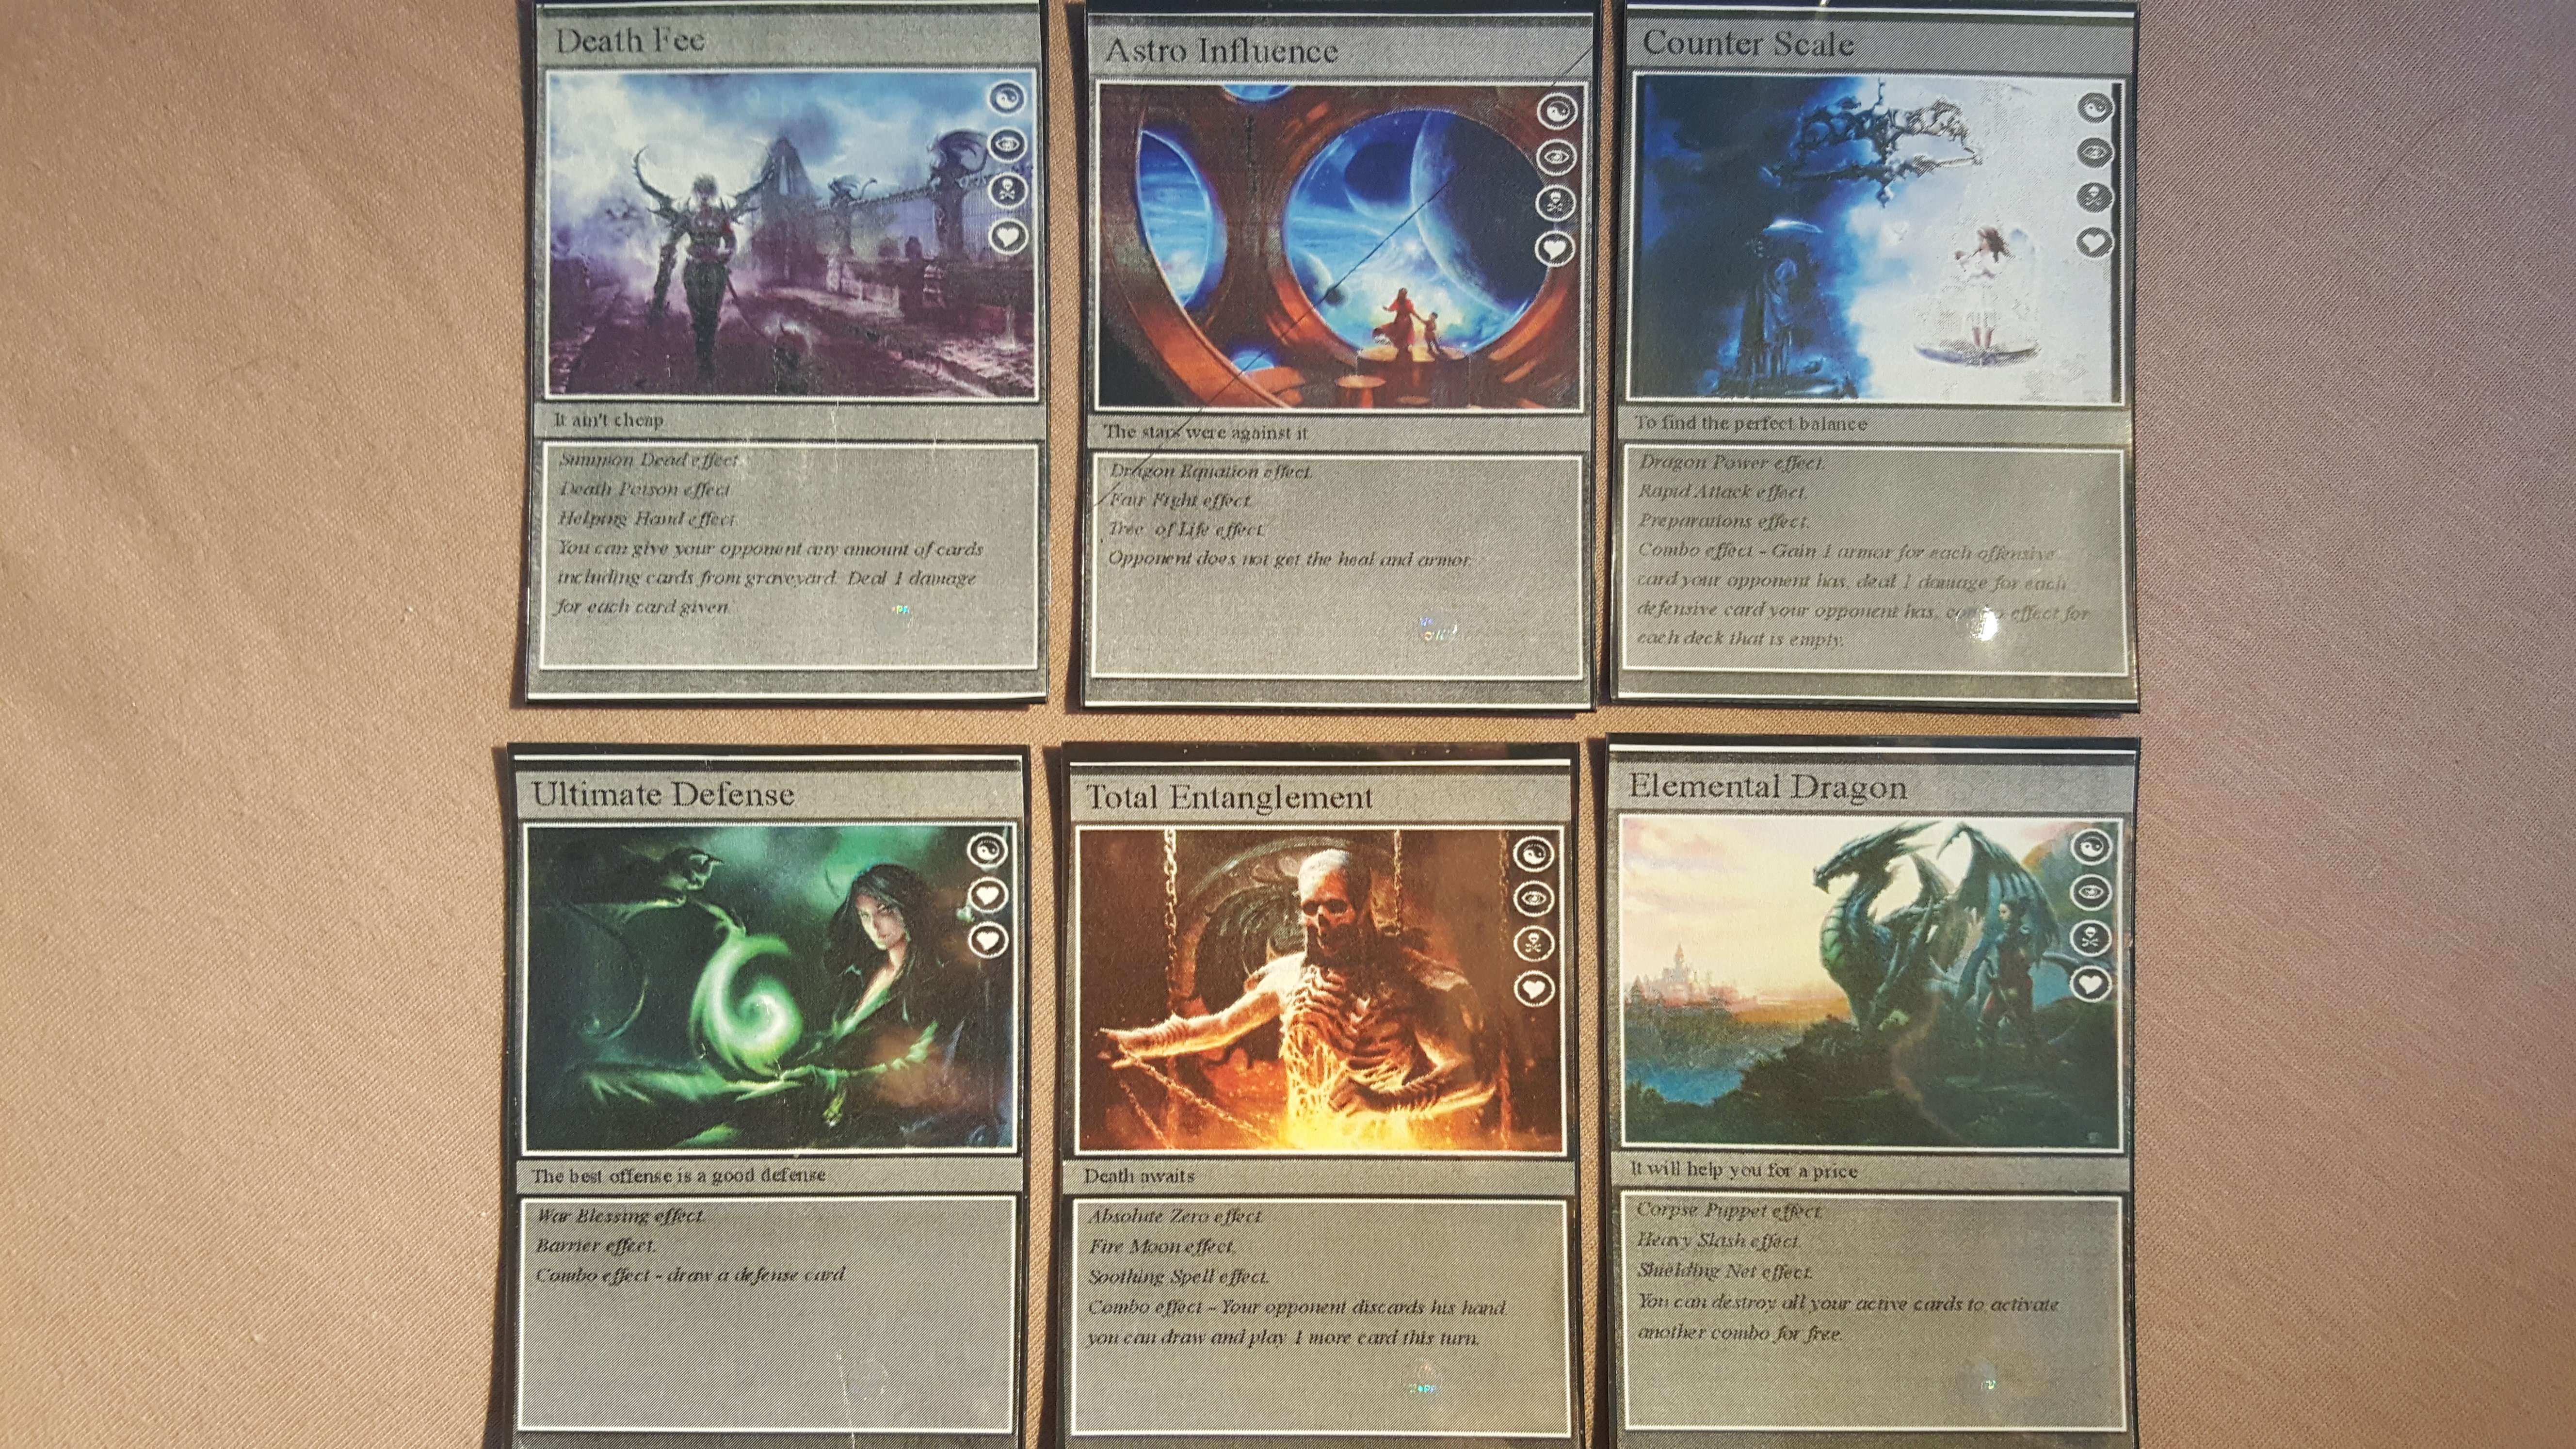 Death Fee
It ain't cheap
Summon Dead effect.
Death Poison effect
Helping Hand effect.
You can give your opponent any amount of cards
including cards from graveyard. Deal 1 damage
for each card given.
Astro Influence
The stars were against it
Dragon Equation effect.
Fair Fight effect.
Tree of Life effect.
Opponent does not get the heal and armor.
Counter Scale
To find the perfect balance
Dragon Power effect.
Rapid Attack effect.
Preparations effect.
Combo effect - Gain 1 armor for each offensive
card your opponent has, deal 1 damage for each
defensive card your opponent has, combo effect for
each deck that is empty.
Ultimate Defense
The best offense is a good defense
War Blessing effect.
Barrier effect.
Combo effect - draw a defense card
Total Entanglement
Death awaits
Absolute Zero effect.
Fire Moon effect.
Soothing Spell effect.
Combo effect - Your opponent discards his hand,
you can draw and play 1 more card this turn.
Elemental Dragon
It will help you for a price
Corpse Puppet effect.
Heavy Slash effect.
Shielding Net effect.
You can destroy all your active cards to activate
another combo for free.